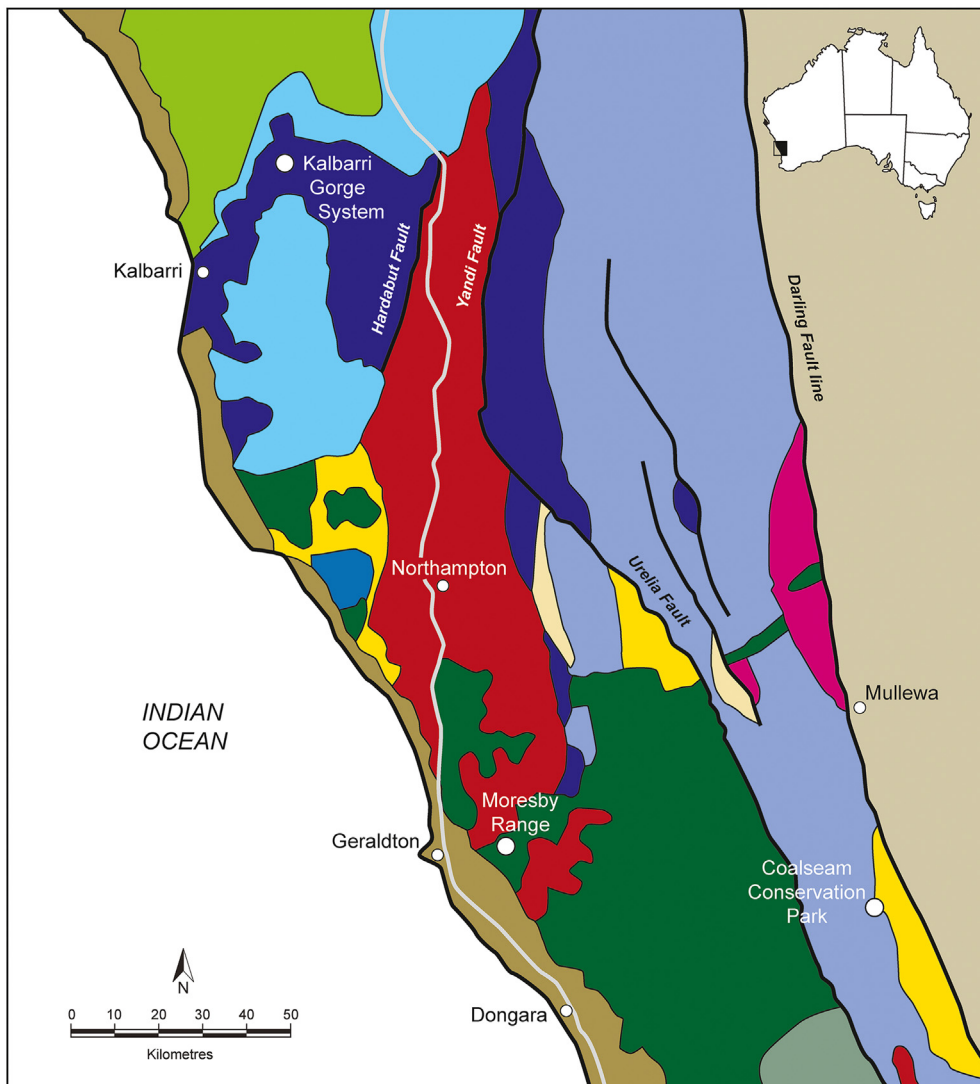 Kalbarri
Gorge
System
Kalbarri
Hardabut Fault
Yandi Fault
Darling Fault line
Northampton
Urelia Fault
Mullewa
INDIAN
OCEAN
Moresby
Range
Geraldton
Coalseam
Conservation
Park
Dongara
N
0 10 20 30 40 50
Kilometres